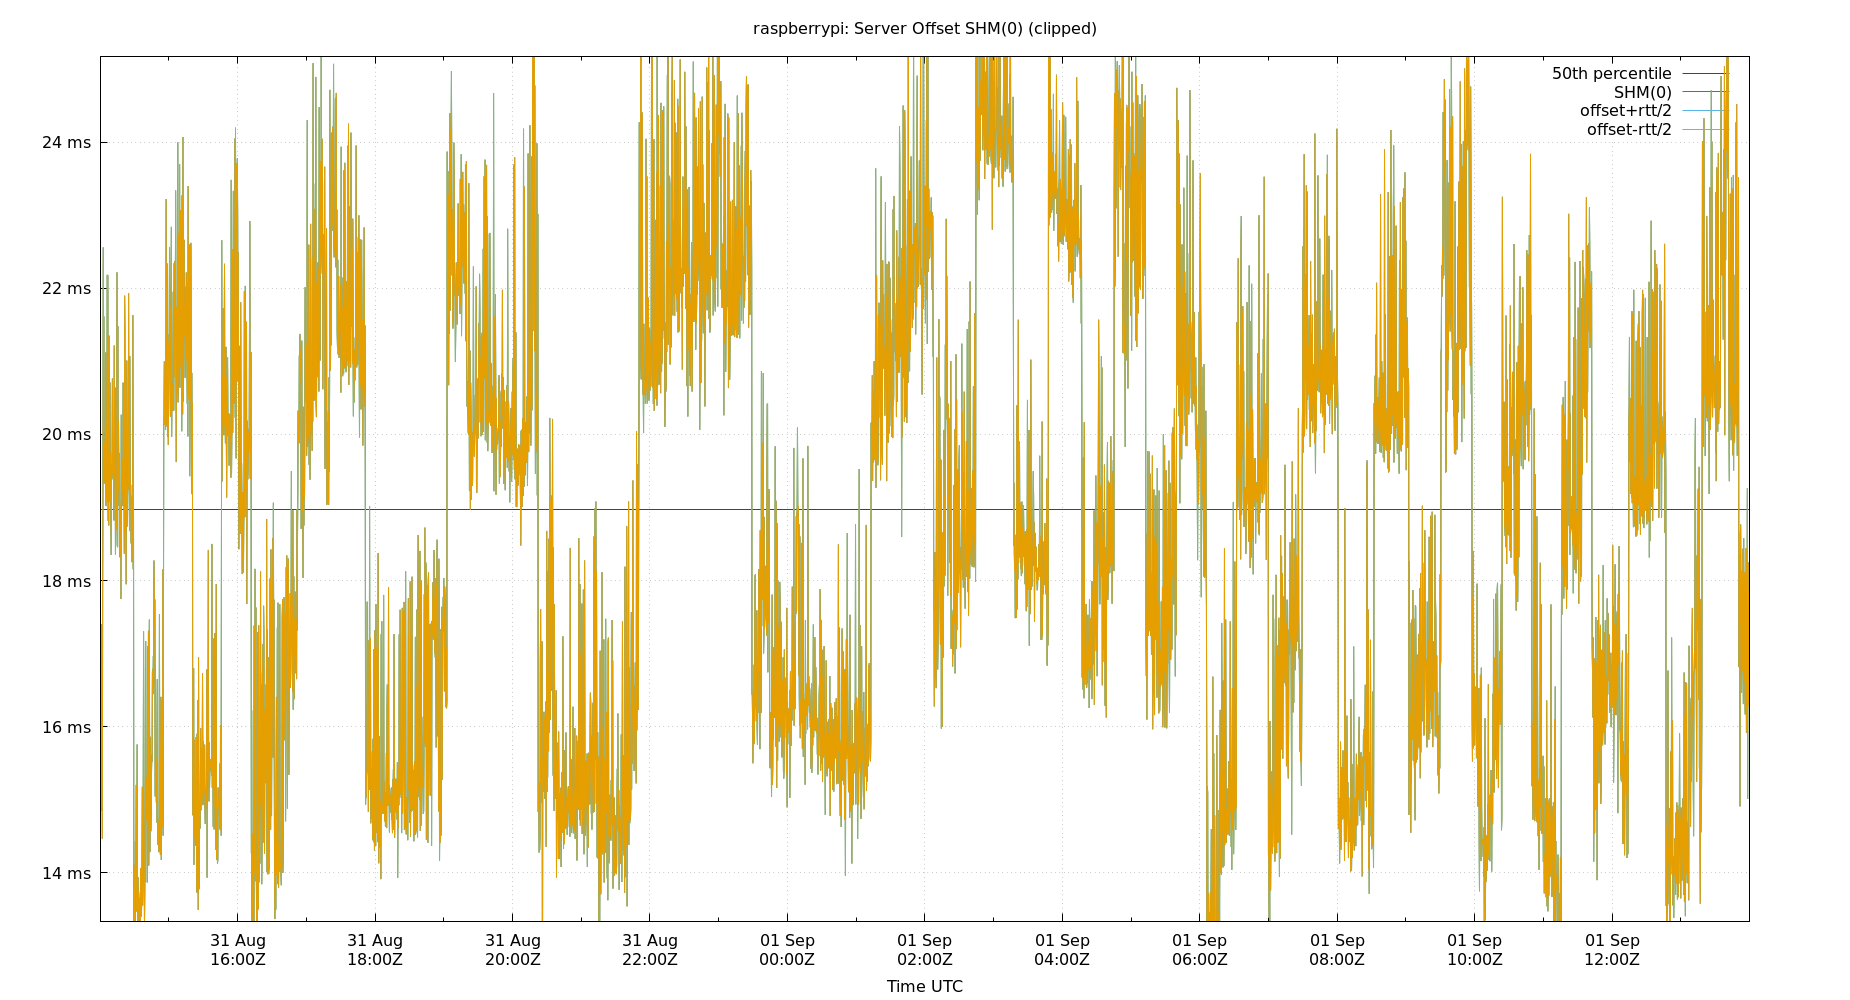 raspberrypi: Server Offset SHM(0) (clipped)
50th percentile
SHM(0)
offset+rtt/2
offset-rtt/2
24 ms
22 ms
20 ms
18 ms
16 ms
14 ms
31 Aug 31 Aug 31 Aug 31 Aug 01 Sep 01 Sep 01 Sep 01 Sep 01 Sep 01 Sep 01 Sep
16:00Z 18:00Z 20:00Z 22:00Z 00:00Z 02:00Z 04:00Z 06:00Z 08:00Z 10:00Z 12:00Z
Time UTC